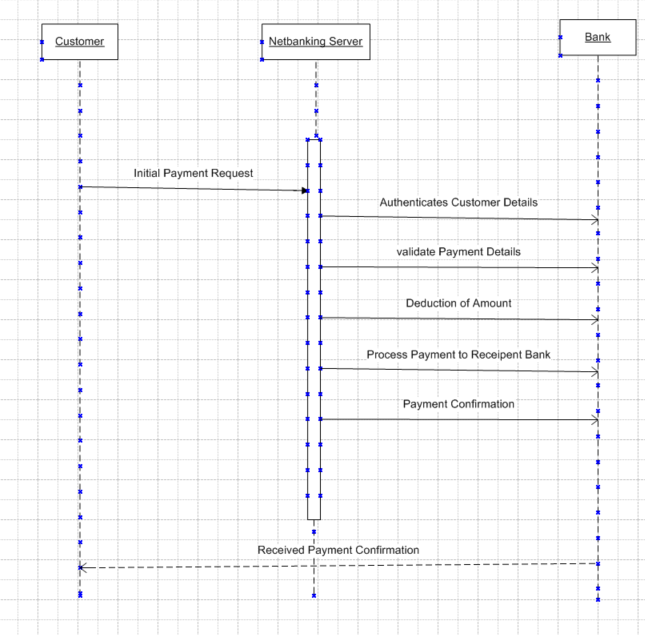 Customer
Netbanking Server
Bank
Initial Payment Request
Authenticates Customer Details
validate Payment Details
Deduction of Amount
Process Payment to Receipent Bank
Payment Confirmation
Received Payment Confirmation